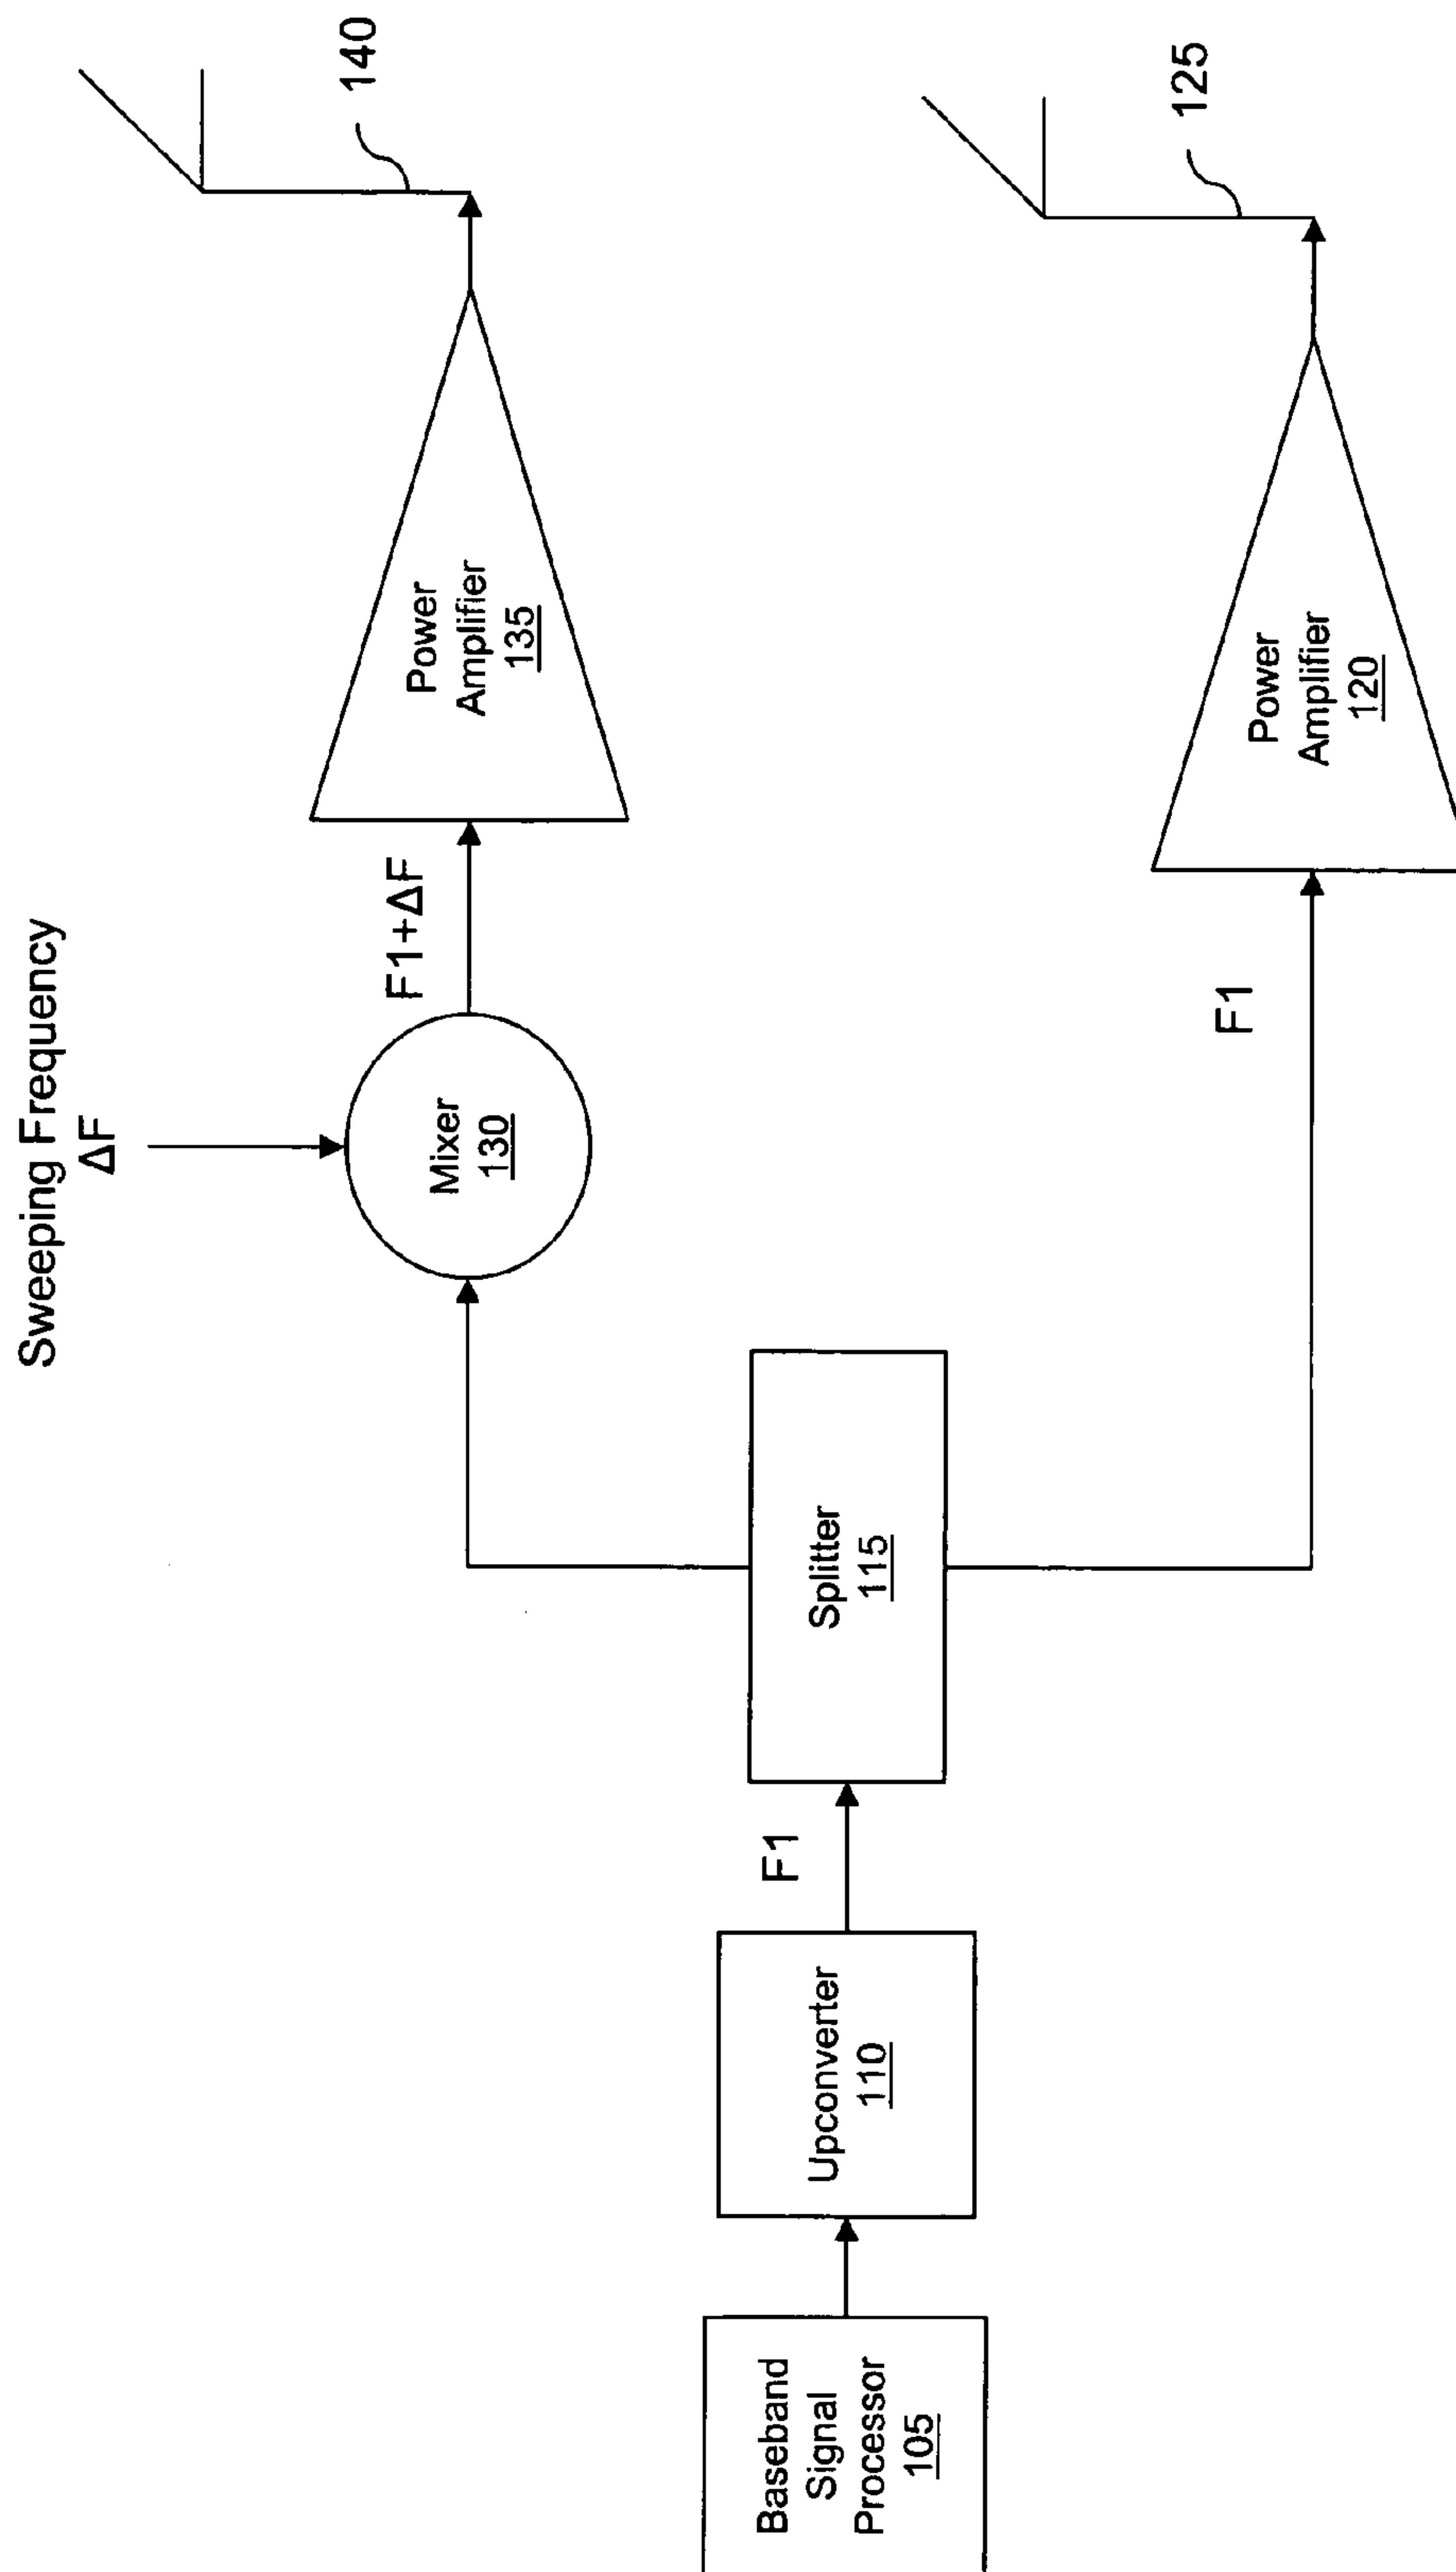 Sweeping Frequency
ΔF
Baseband
Signal
Processor
105
Upconverter
110
F1
Splitter
115
Mixer
130
F1+ΔF
Power
Amplifier
135
140
F1
Power
Amplifier
120
125